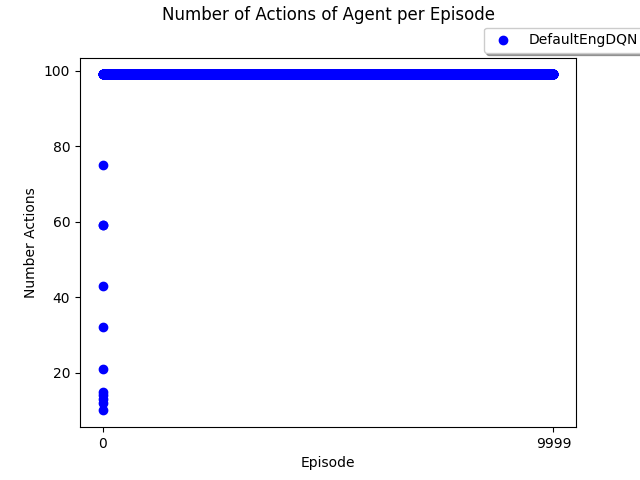 Number of Actions of Agent per Episode
DefaultEngDQN
100
80
60
40
20
Number Actions
0
9999
Episode